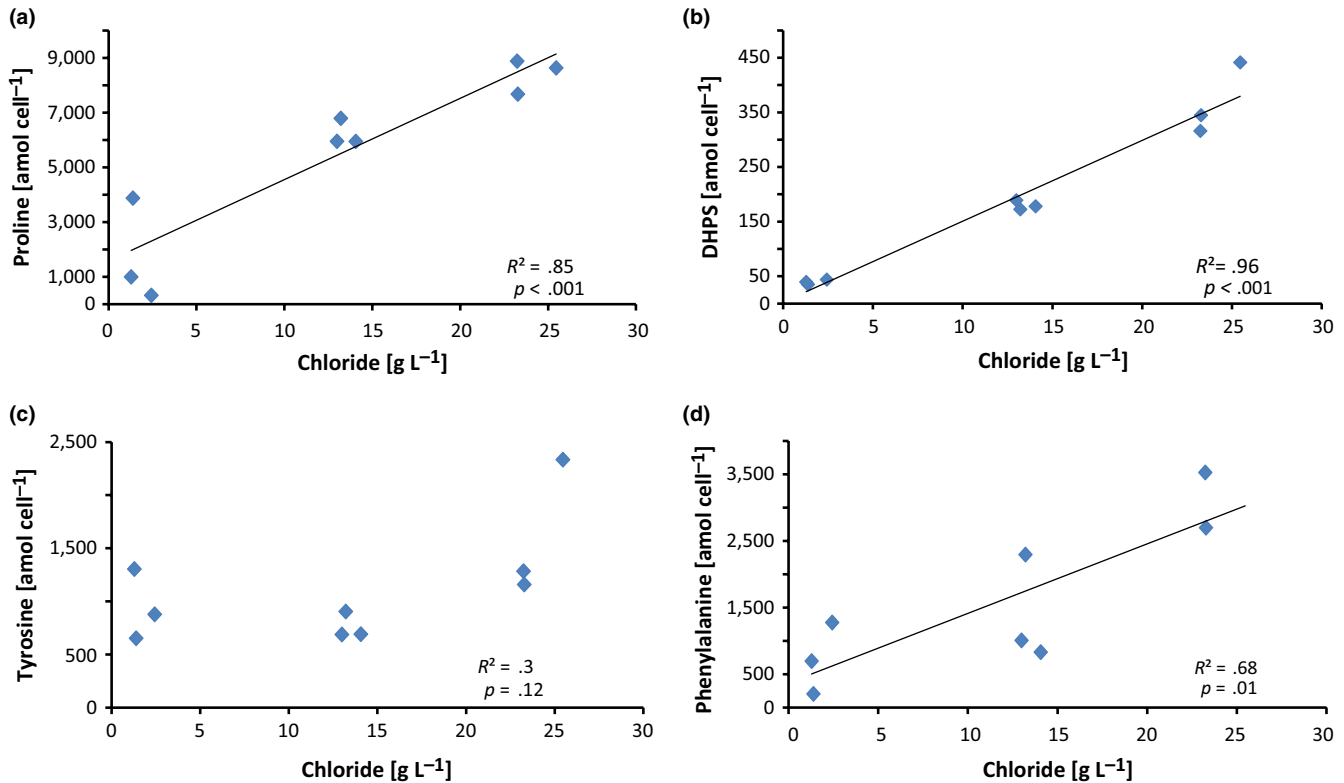 (a)
Proline [amol cell⁻¹]
9,000
7,000
5,000
3,000
1,000
0
R² = .85
p < .001
0 5 10 15 20 25 30
Chloride [g L⁻¹]
(b)
DHPS [amol cell⁻¹]
450
350
250
150
50
0
R² = .96
p < .001
0 5 10 15 20 25 30
Chloride [g L⁻¹]
(c)
Tyrosine [amol cell⁻¹]
2,500
1,500
500
0
R² = .3
p = .12
0 5 10 15 20 25 30
Chloride [g L⁻¹]
(d)
Phenylalanine [amol cell⁻¹]
3,500
2,500
1,500
500
0
R² = .68
p = .01
0 5 10 15 20 25 30
Chloride [g L⁻¹]